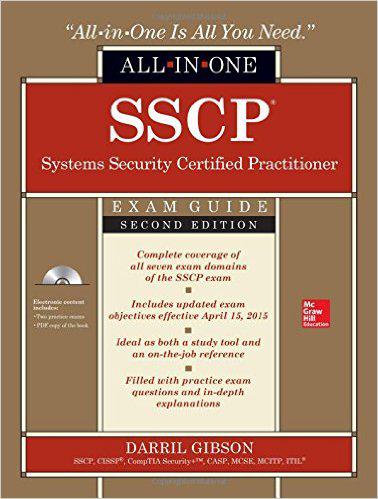 “All-in-One Is All You Need.”
ALL■IN■ONE
SSCP®
Systems Security Certified Practitioner
EXAM GUIDE
SECOND EDITION
Complete coverage of
all seven exam domains
of the SSCP exam
Includes updated exam
objectives effective April 15, 2015
Ideal as both a study tool and
an on-the-job reference
Filled with practice exam
questions and in-depth
explanations
Electronic content
includes:
• Two practice exams
• PDF copy of the book
Mc
Graw
Hill
Education
DARRIL GIBSON
SSCP, CISSP®, CompTIA Security+™, CASP, MCSE, MCITP, ITIL®